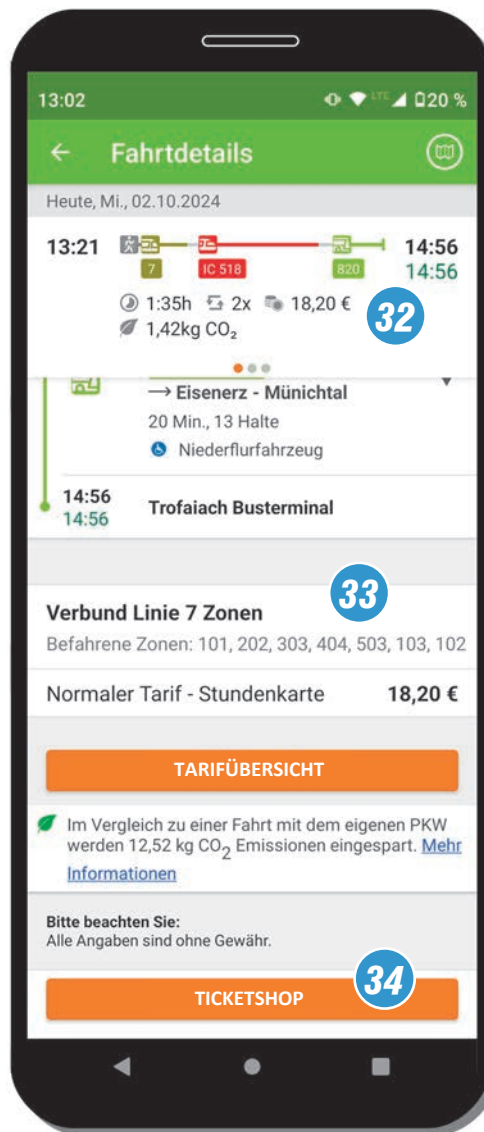 13:02 LTE 20 %
Fahrtdetails
Heute, Mi., 02.10.2024
13:21 14:56
7 IC 518 820 14:56
1:35h 2x 18,20 €
32
1,42kg CO₂
→ Eisenerz - Münichtal
20 Min., 13 Halte
Niederflurfahrzeug
14:56
14:56 Trofaiach Busterminal
33
Verbund Linie 7 Zonen
Befahrene Zonen: 101, 202, 303, 404, 503, 103, 102
Normaler Tarif - Stundenkarte 18,20 €
TARIFÜBERSICHT
Im Vergleich zu einer Fahrt mit dem eigenen PKW
werden 12,52 kg CO₂ Emissionen eingespart. Mehr
Informationen
Bitte beachten Sie:
Alle Angaben sind ohne Gewähr.
34
TICKETSHOP